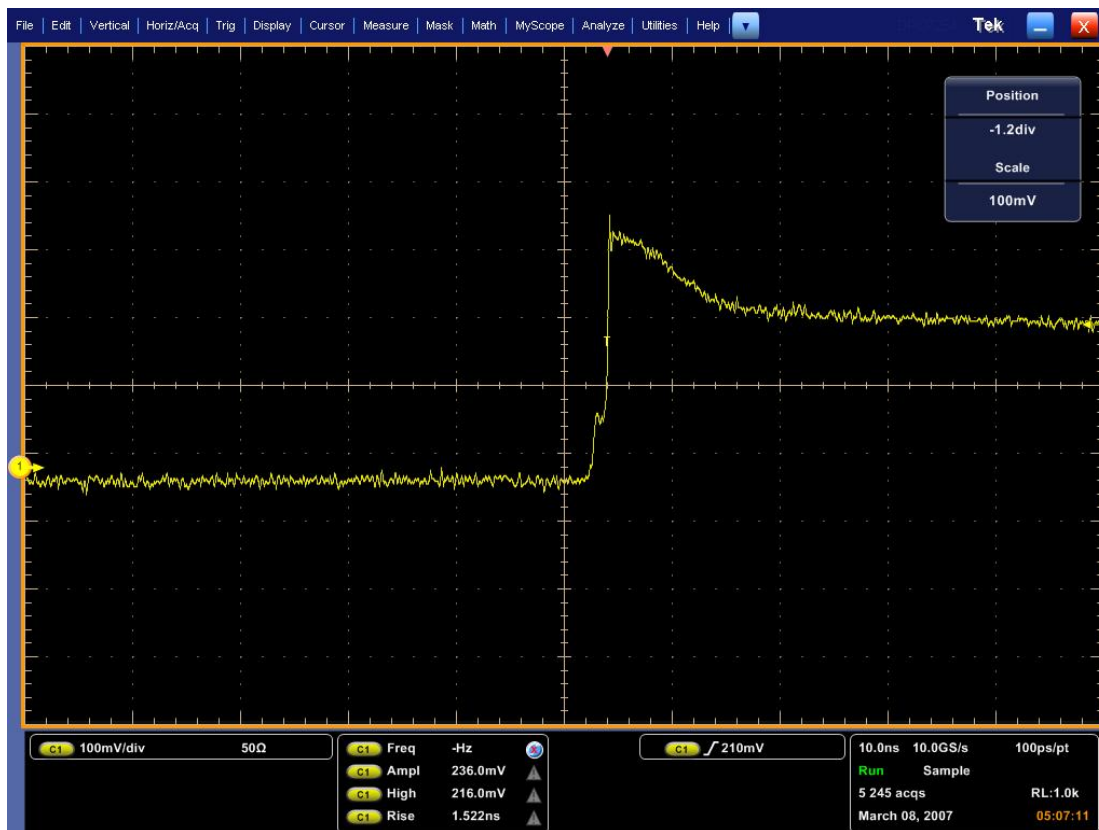 File | Edit | Vertical | Horiz/Acq | Trig | Display | Cursor | Measure | Mask | Math | MyScope | Analyze | Utilities | Help | Tek X
Position
-1.2div
Scale
100mV
1
C1 100mV/div 50Ω
C1 Freq -Hz
C1 Ampl 236.0mV
C1 High 216.0mV
C1 Rise 1.522ns
C1 210mV
10.0ns 10.0GS/s 100ps/pt
Run Sample
5 245 acqs RL:1.0k
March 08, 2007 05:07:11